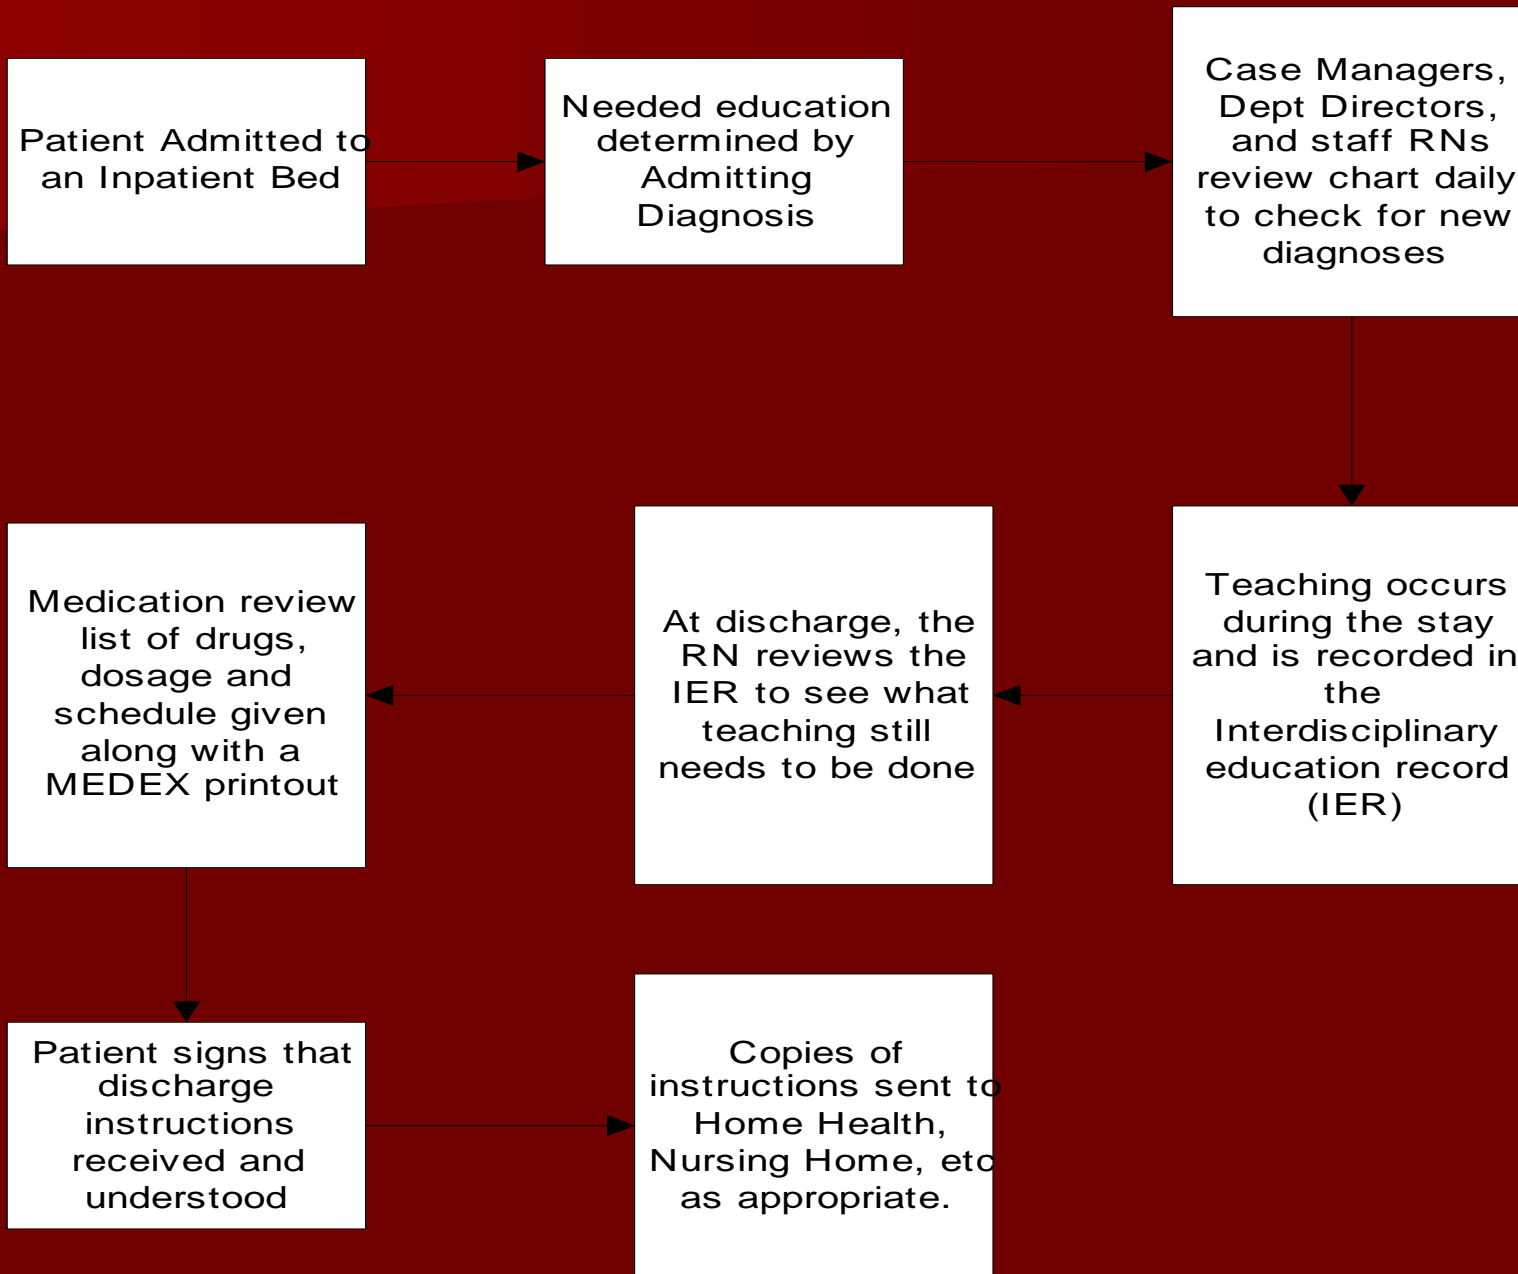 Patient Admitted to
an Inpatient Bed
Needed education
determined by
Admitting
Diagnosis
Case Managers,
Dept Directors,
and staff RNs
review chart daily
to check for new
diagnoses
Teaching occurs
during the stay
and is recorded in
the
Interdisciplinary
education record
(IER)
At discharge, the
RN reviews the
IER to see what
teaching still
needs to be done
Medication review
list of drugs,
dosage and
schedule given
along with a
MEDEX printout
Patient signs that
discharge
instructions
received and
understood
Copies of
instructions sent to
Home Health,
Nursing Home, etc
as appropriate.